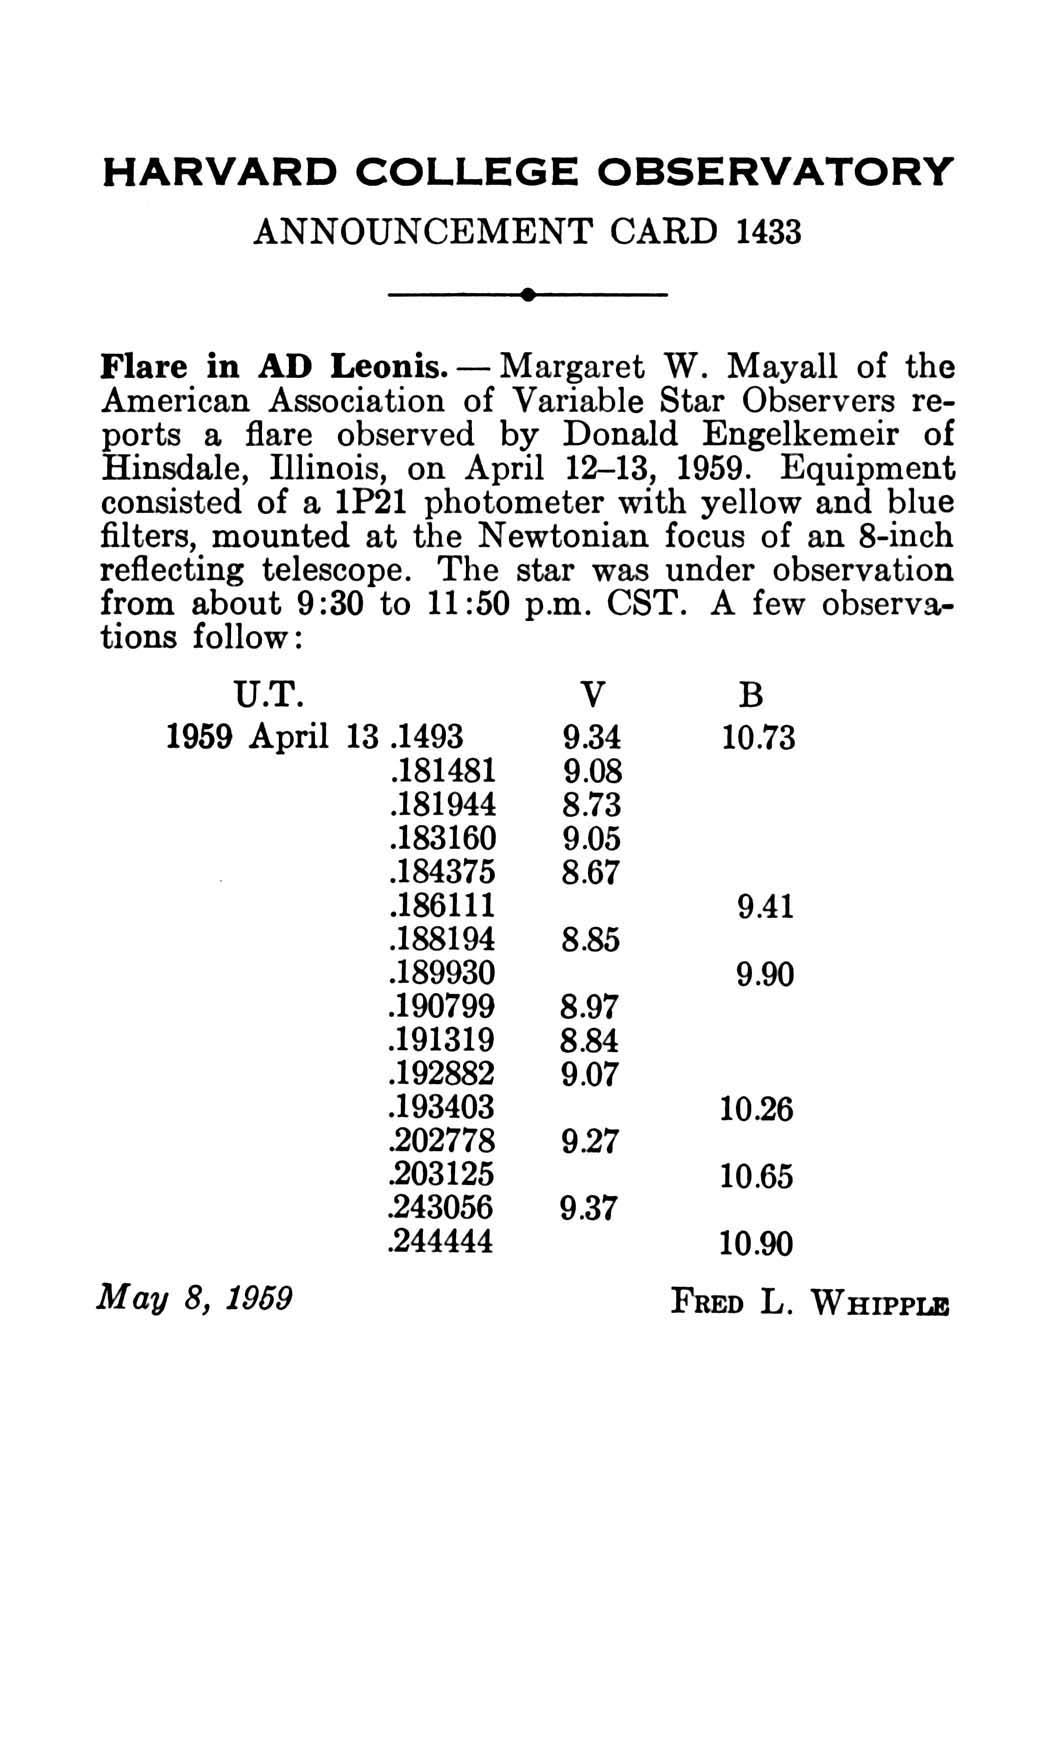 HARVARD COLLEGE OBSERVATORY
ANNOUNCEMENT CARD 1433
Flare in AD Leonis. — Margaret W. Mayall of the
American Association of Variable Star Observers re-
ports a flare observed by Donald Engelkemeir of
Hinsdale, Illinois, on April 12–13, 1959. Equipment
consisted of a 1P21 photometer with yellow and blue
filters, mounted at the Newtonian focus of an 8-inch
reflecting telescope. The star was under observation
from about 9:30 to 11:50 p.m. CST. A few observa-
tions follow:
U.T. V B
1959 April 13 .1493 9.34 10.73
.181481 9.08
.181944 8.73
.183160 9.05
.184375 8.67
.186111 9.41
.188194 8.85
.189930 9.90
.190799 8.97
.191319 8.84
.192882 9.07
.193403 10.26
.202778 9.27
.203125 10.65
.243056 9.37
.244444 10.90
May 8, 1959 FRED L. WHIPPLE